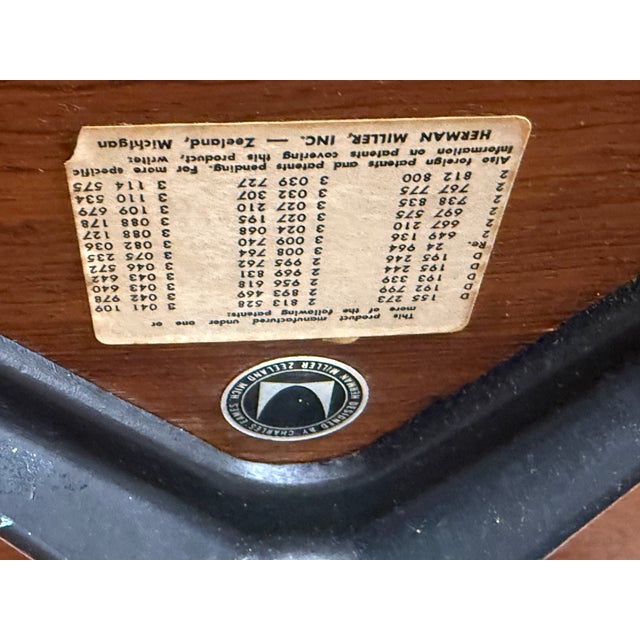 This product manufactured under one or
more of the following patents:
D 155 273 2 813 528 3 041 109
D 192 799 2 893 469 3 042 978
D 193 339 2 956 618 3 043 640
D 195 244 2 969 831 3 043 642
D 195 246 2 995 762 3 046 572
Re. 24 964 3 008 764 3 075 235
2 649 136 3 009 740 3 082 036
2 667 210 3 024 068 3 088 127
2 697 575 3 027 195 3 088 178
2 738 835 3 027 210 3 109 679
2 767 775 3 032 307 3 110 534
2 812 800 3 039 727 3 114 575
Also foreign patents and patents pending. For more specific
information on patents covering this product, write:
HERMAN MILLER, INC. — Zeeland, Michigan
HERMAN MILLER ZEELAND MICH
DESIGNED BY CHARLES EAMES